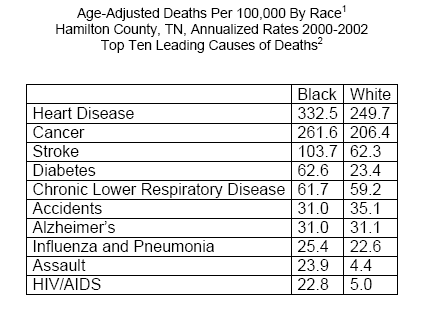 Age-Adjusted Deaths Per 100,000 By Race¹
Hamilton County, TN, Annualized Rates 2000-2002
Top Ten Leading Causes of Deaths²
Black White
Heart Disease 332.5 249.7
Cancer 261.6 206.4
Stroke 103.7 62.3
Diabetes 62.6 23.4
Chronic Lower Respiratory Disease 61.7 59.2
Accidents 31.0 35.1
Alzheimer's 31.0 31.1
Influenza and Pneumonia 25.4 22.6
Assault 23.9 4.4
HIV/AIDS 22.8 5.0